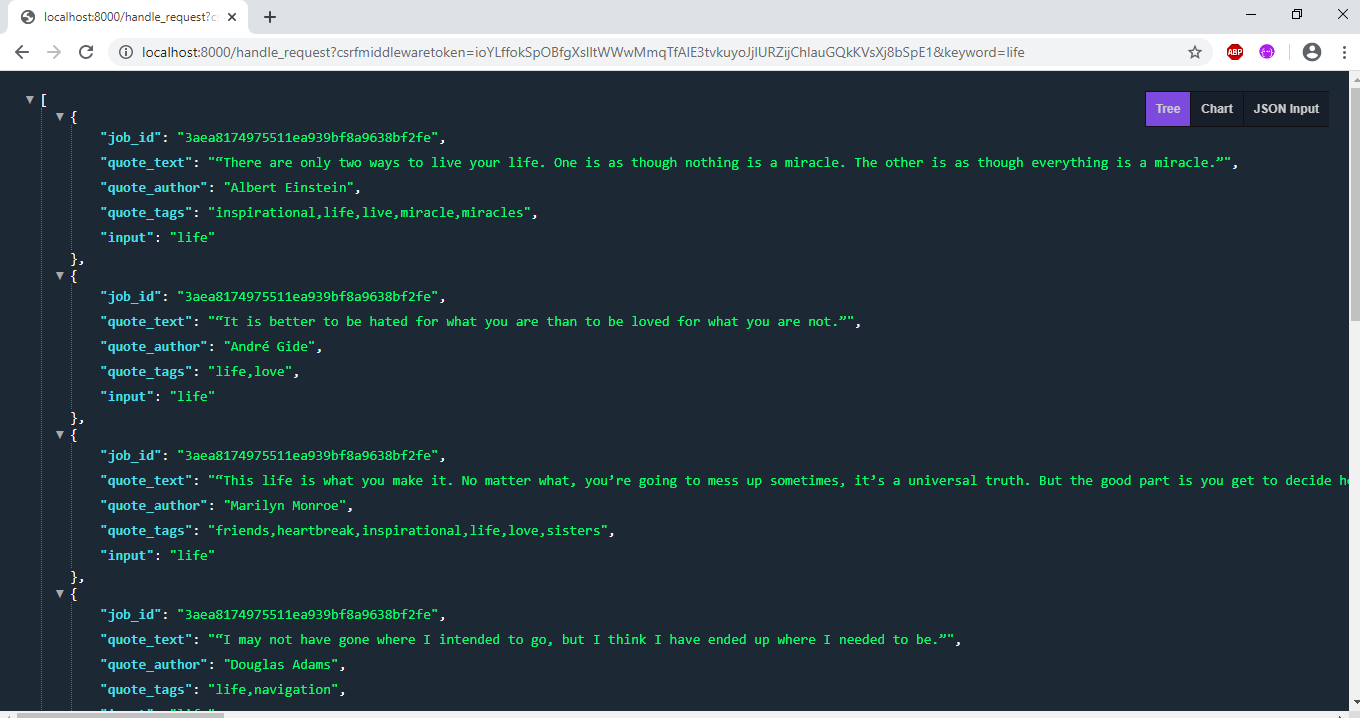 localhost:8000/handle_request?cs
localhost:8000/handle_request?csrfmiddlewaretoken=ioYLffokSpOBfgXsIltWWwMmqTfAlE3tvkuyoJjlURZijChlauGQkKVsXj8bSpE1&keyword=life
ABP
Tree Chart JSON Input
[
{
"job_id": "3aea8174975511ea939bf8a9638bf2fe",
"quote_text": "“There are only two ways to live your life. One is as though nothing is a miracle. The other is as though everything is a miracle.”",
"quote_author": "Albert Einstein",
"quote_tags": "inspirational,life,live,miracle,miracles",
"input": "life"
},
{
"job_id": "3aea8174975511ea939bf8a9638bf2fe",
"quote_text": "“It is better to be hated for what you are than to be loved for what you are not.”",
"quote_author": "André Gide",
"quote_tags": "life,love",
"input": "life"
},
{
"job_id": "3aea8174975511ea939bf8a9638bf2fe",
"quote_text": "“This life is what you make it. No matter what, you’re going to mess up sometimes, it’s a universal truth. But the good part is you get to decide h
"quote_author": "Marilyn Monroe",
"quote_tags": "friends,heartbreak,inspirational,life,love,sisters",
"input": "life"
},
{
"job_id": "3aea8174975511ea939bf8a9638bf2fe",
"quote_text": "“I may not have gone where I intended to go, but I think I have ended up where I needed to be.”",
"quote_author": "Douglas Adams",
"quote_tags": "life,navigation",